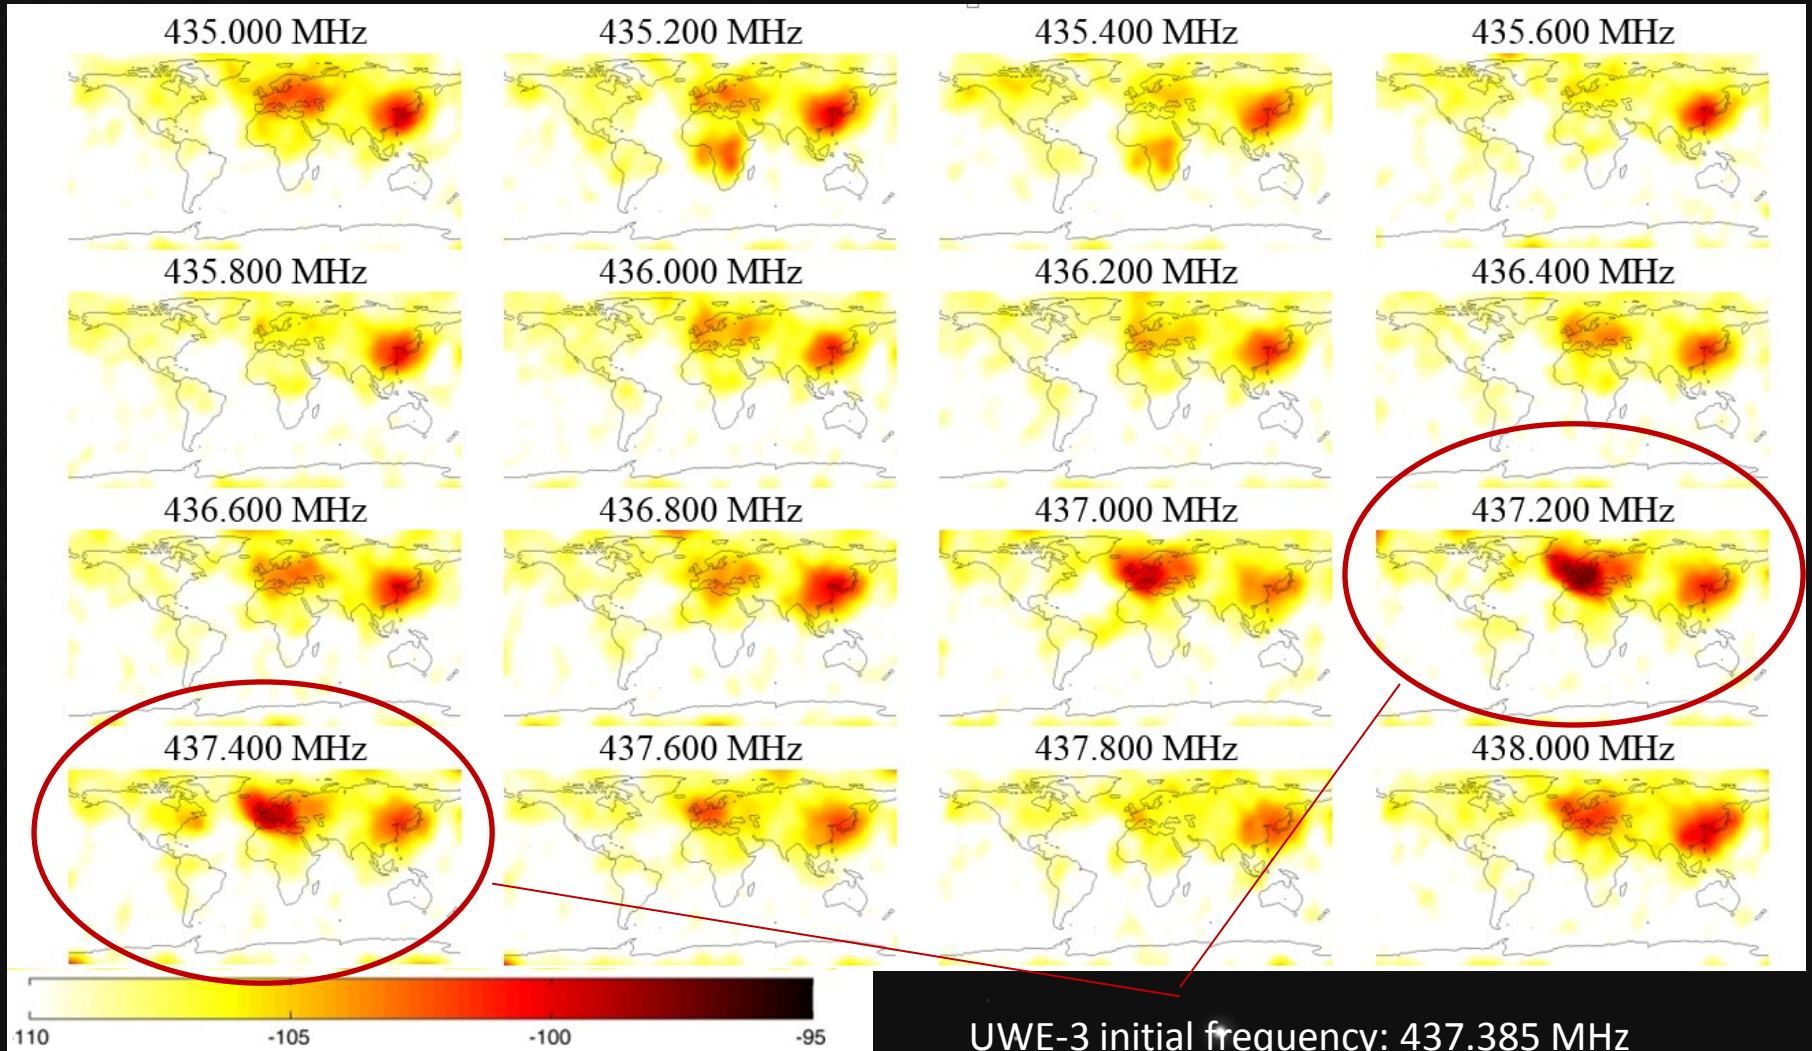 435.000 MHz
435.200 MHz
435.400 MHz
435.600 MHz
435.800 MHz
436.000 MHz
436.200 MHz
436.400 MHz
436.600 MHz
436.800 MHz
437.000 MHz
437.200 MHz
437.400 MHz
437.600 MHz
437.800 MHz
438.000 MHz
110
-105
-100
-95
UWE-3 initial frequency: 437.385 MHz